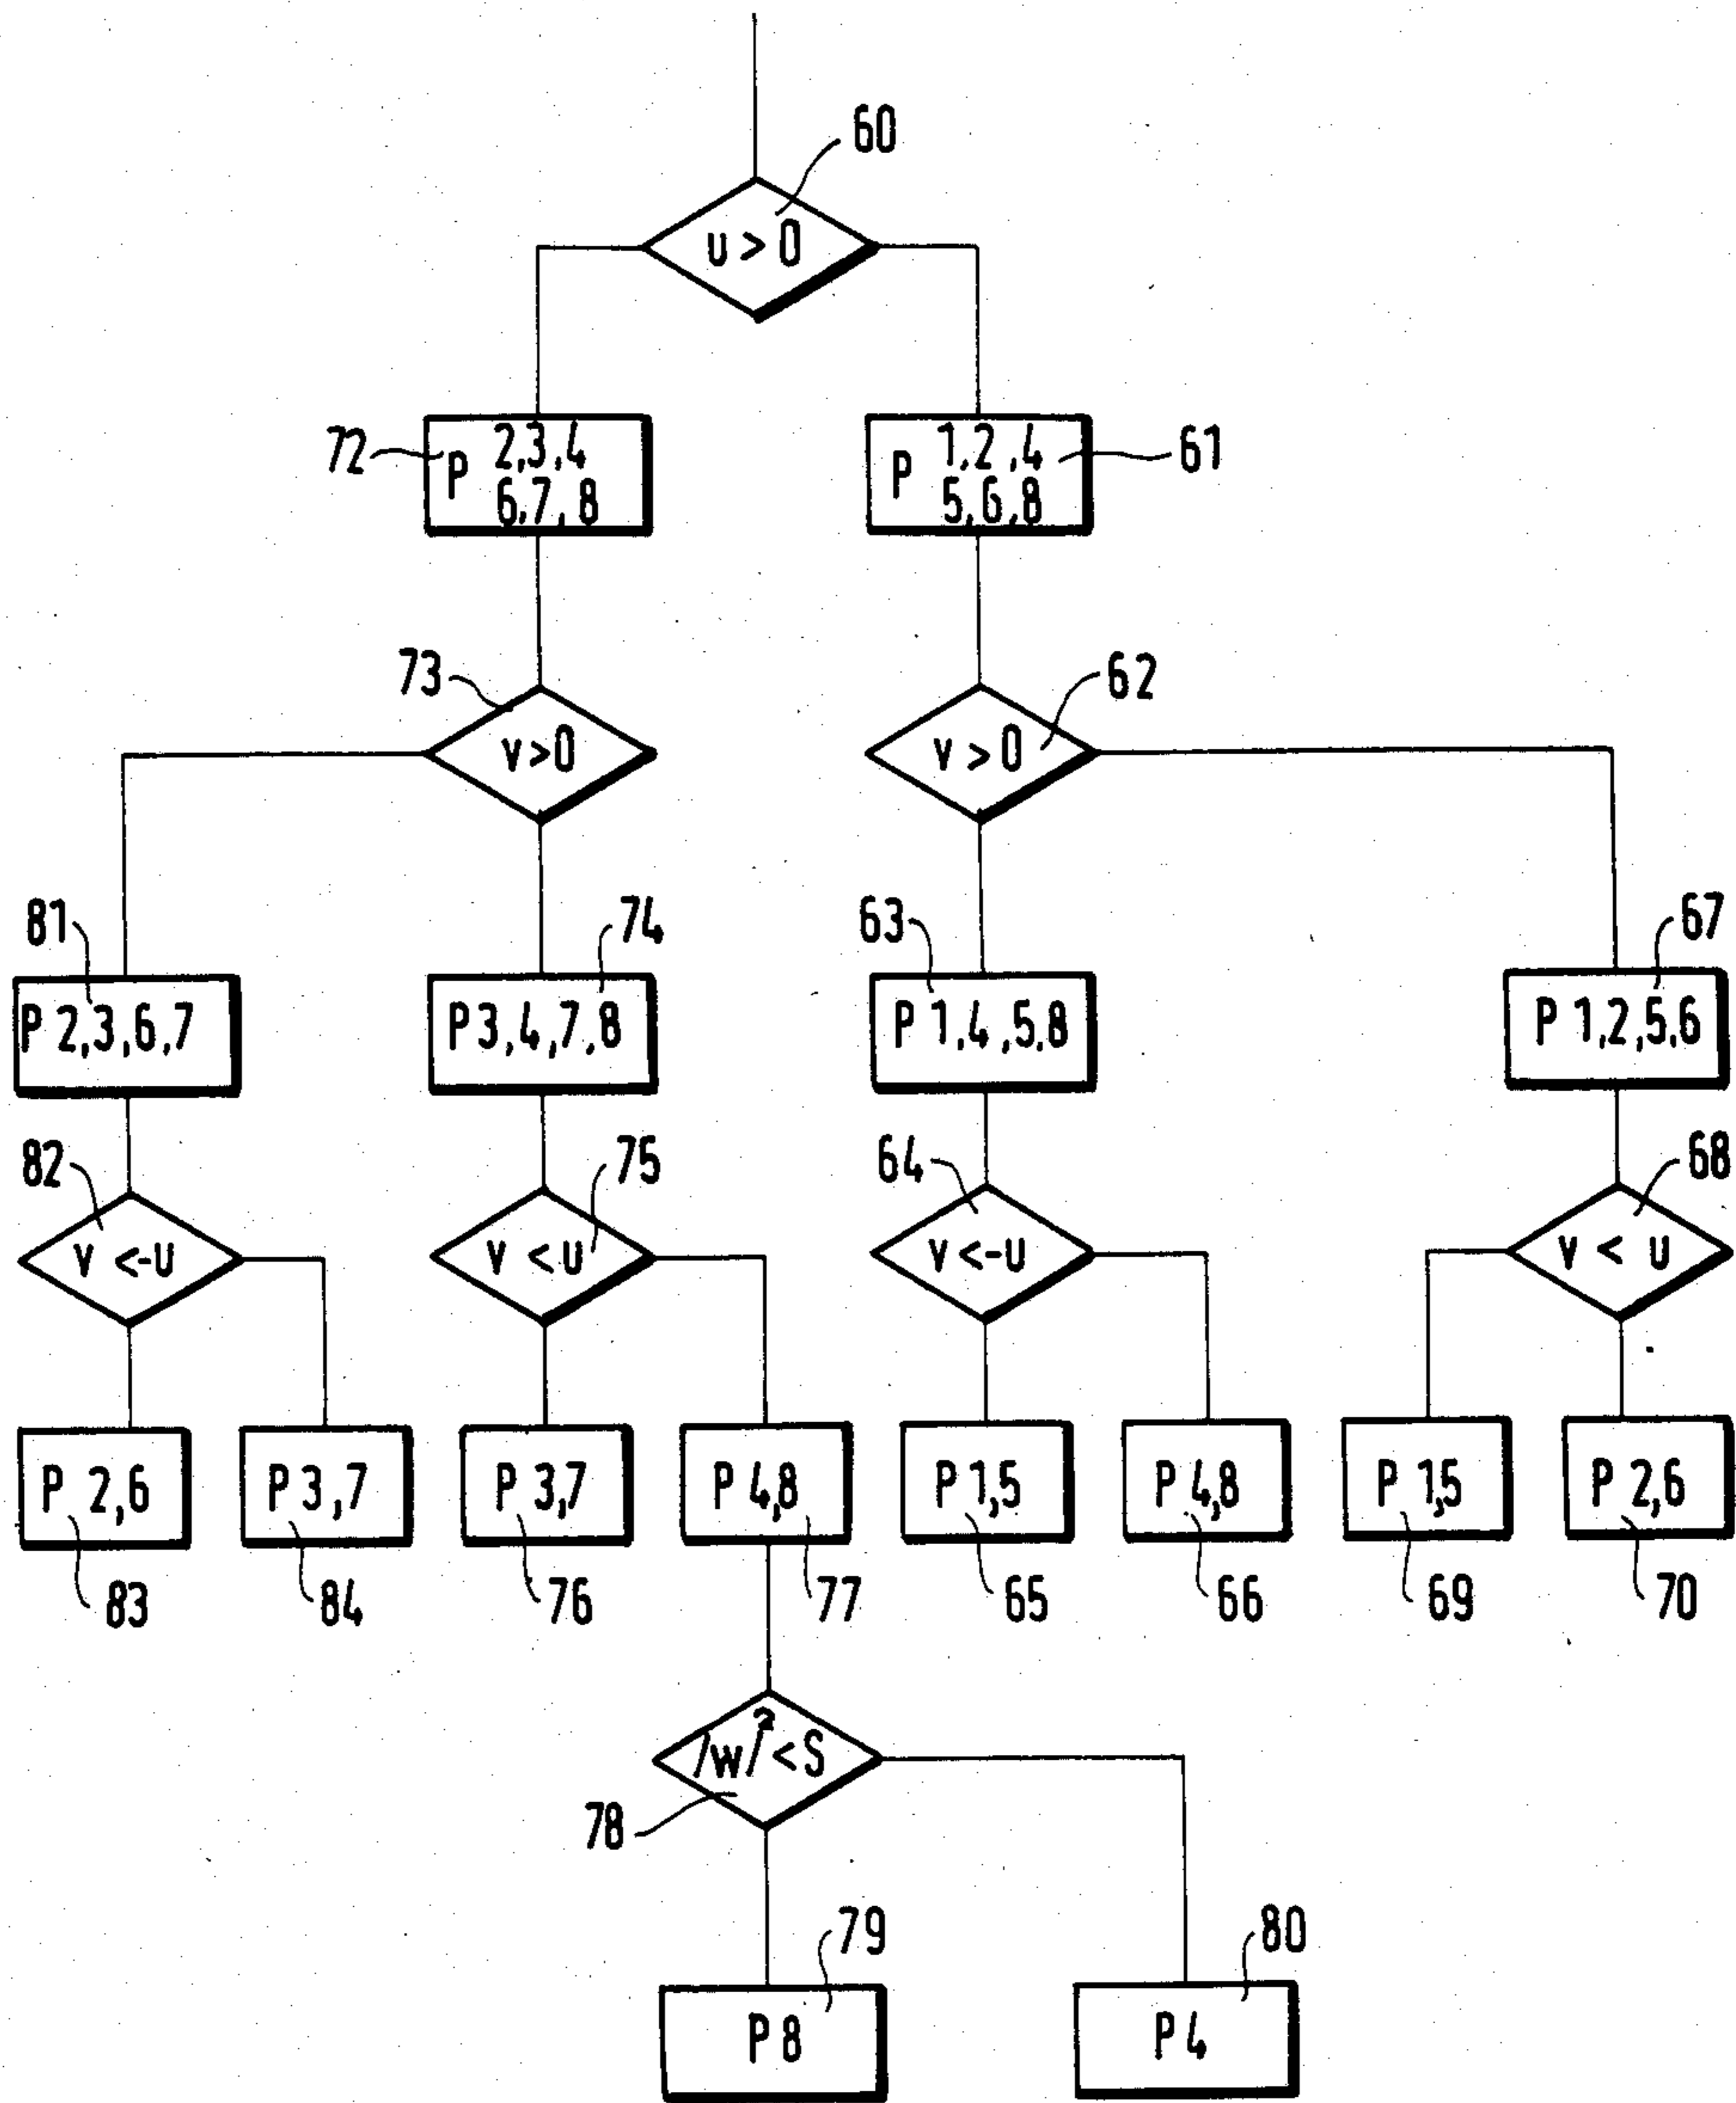 60
u > 0
72
P 2,3,4
6,7,8
P 1,2,4
5,6,8
61
73
v>0
62
v > 0
81
74
63
67
P 2,3,6,7
P3,4,7,8
P 1,4,5,8
P 1,2,5,6
82
75
64
68
v <-u
v < u
v <-u
v < u
P 2,6
P 3,7
P 3,7
P 4,8
P 1,5
P 4,8
P 1,5
P 2,6
83
84
76
77
65
66
69
70
/w/² < S
78
79
80
P 8
P 4